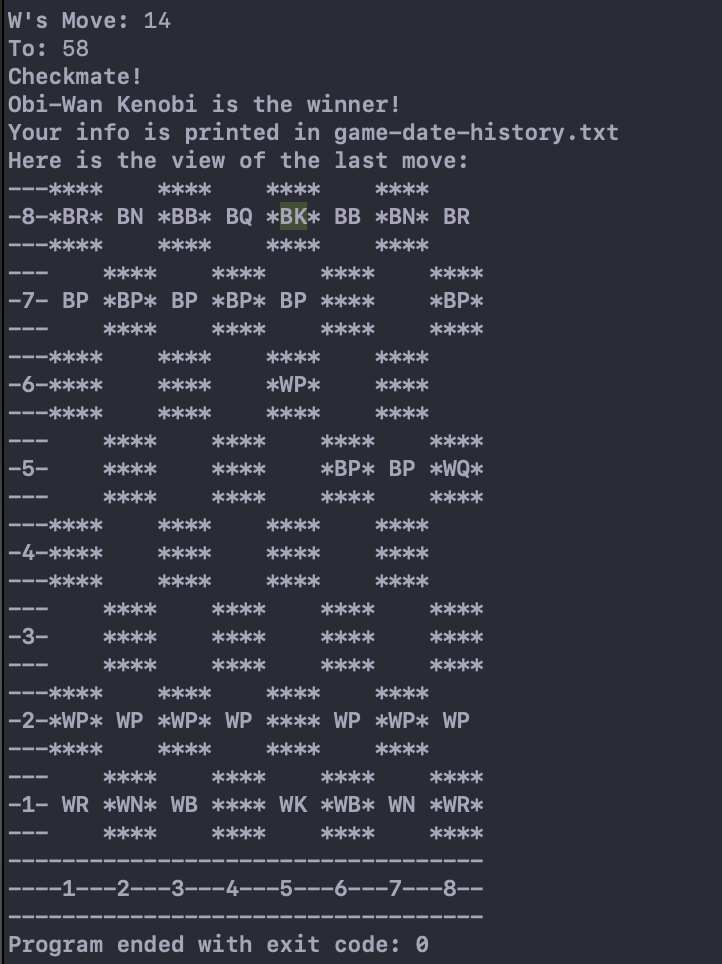 W's Move: 14
To: 58
Checkmate!
Obi-Wan Kenobi is the winner!
Your info is printed in game-date-history.txt
Here is the view of the last move:
---****    ****    ****    ****
-8-*BR* BN *BB* BQ *BK* BB *BN* BR
---****    ****    ****    ****
---    ****    ****    ****    ****
-7- BP *BP* BP *BP* BP ****    *BP*
---    ****    ****    ****    ****
---****    ****    ****    ****
-6-****    ****    *WP*    ****
---****    ****    ****    ****
---    ****    ****    ****    ****
-5-    ****    ****    *BP* BP *WQ*
---    ****    ****    ****    ****
---****    ****    ****    ****
-4-****    ****    ****    ****
---****    ****    ****    ****
---    ****    ****    ****    ****
-3-    ****    ****    ****    ****
---    ****    ****    ****    ****
---****    ****    ****    ****
-2-*WP* WP *WP* WP **** WP *WP* WP
---****    ****    ****    ****
---    ****    ****    ****    ****
-1- WR *WN* WB **** WK *WB* WN *WR*
---    ****    ****    ****    ****
-----------------------------------
----1---2---3---4---5---6---7---8--
-----------------------------------
Program ended with exit code: 0